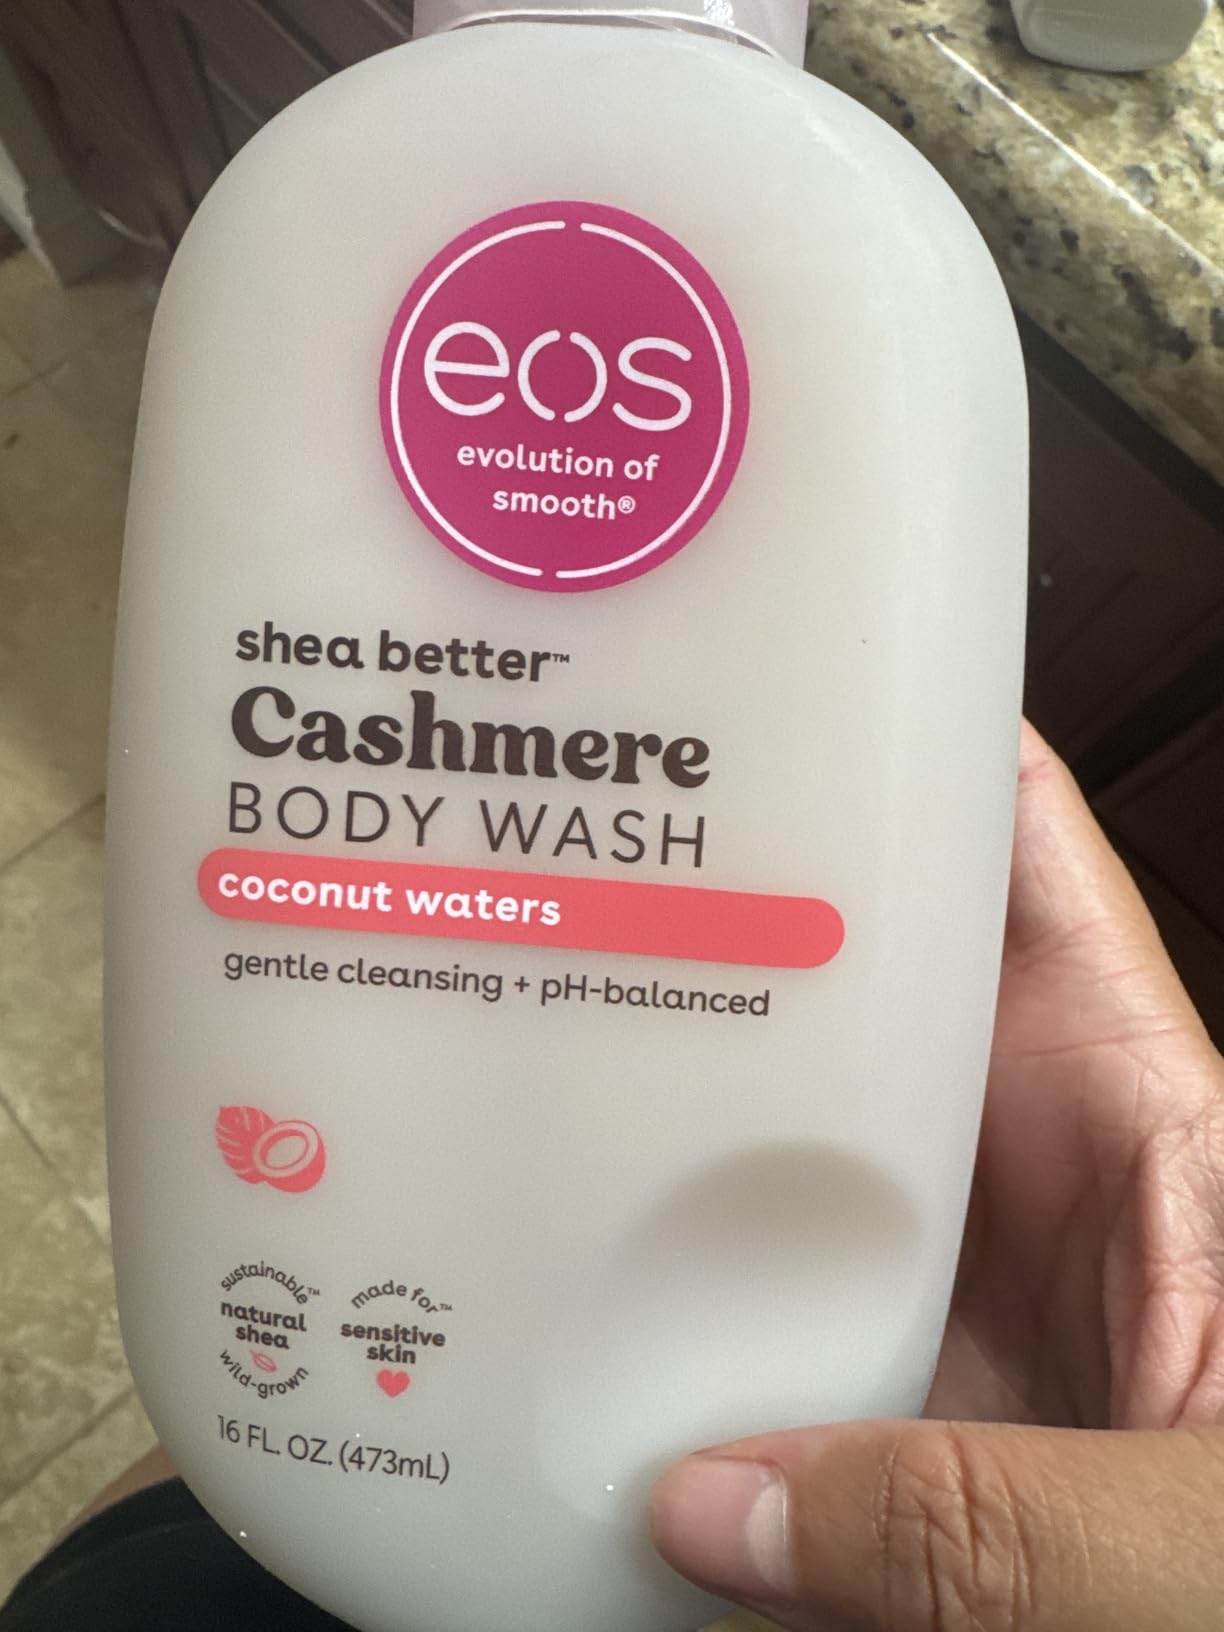 eos
evolution of
smooth®
shea better™
Cashmere
BODY WASH
coconut waters
gentle cleansing + pH-balanced
sustainable™
natural
shea
wild-grown
made for™
sensitive
skin
16 FL. OZ. (473mL)